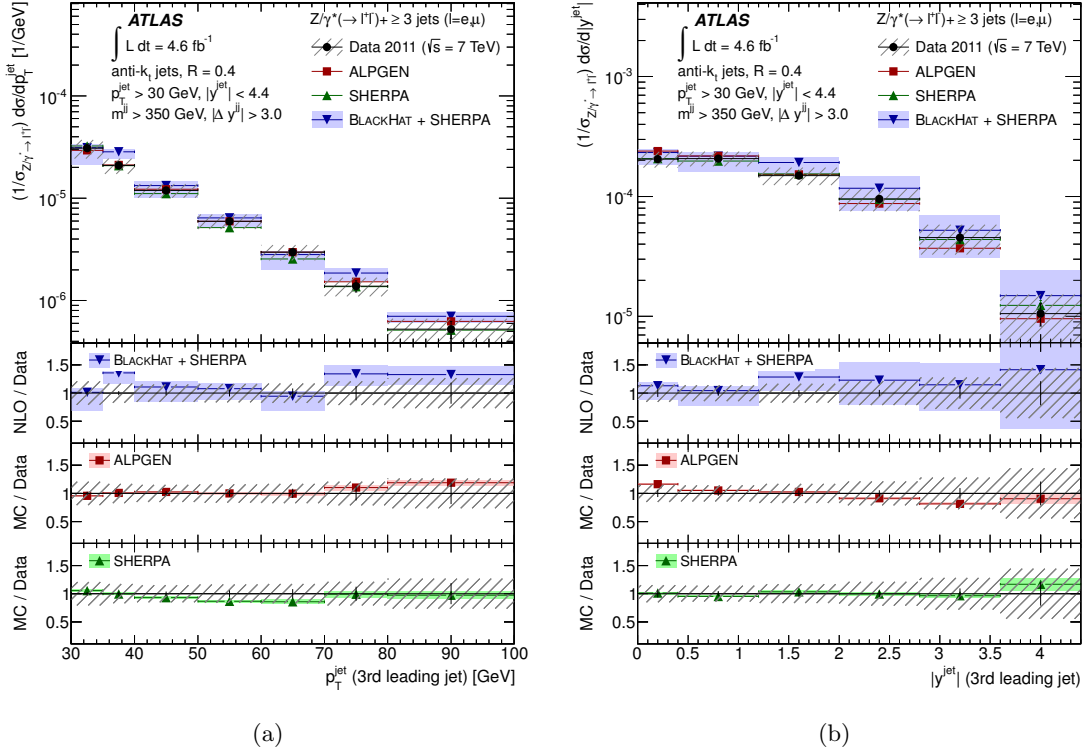 ATLAS
Z/γ*(→ l⁺l⁻)+ ≥ 3 jets (l=e,μ)
∫ L dt = 4.6 fb⁻¹
Data 2011 (√s = 7 TeV)
anti-kₜ jets, R = 0.4
ALPGEN
p_T^jet > 30 GeV, |y^jet| < 4.4
SHERPA
m^jj > 350 GeV, |Δ y^jj| > 3.0
BLACKHAT + SHERPA
(1/σ_{Z/γ*→ l⁺l⁻}) dσ/dp_T^jet [1/GeV]
10⁻³
10⁻⁴
10⁻⁵
10⁻⁶
BLACKHAT + SHERPA
NLO / Data
1.5
1
0.5
ALPGEN
MC / Data
1.5
1
0.5
SHERPA
MC / Data
1.5
1
0.5
30 40 50 60 70 80 90 100
p_T^jet (3rd leading jet) [GeV]
(a)
ATLAS
Z/γ*(→ l⁺l⁻)+ ≥ 3 jets (l=e,μ)
∫ L dt = 4.6 fb⁻¹
Data 2011 (√s = 7 TeV)
anti-kₜ jets, R = 0.4
ALPGEN
p_T^jet > 30 GeV, |y^jet| < 4.4
SHERPA
m^jj > 350 GeV, |Δ y^jj| > 3.0
BLACKHAT + SHERPA
(1/σ_{Z/γ*→ l⁺l⁻}) dσ/d|y^jet|
10⁻³
10⁻⁴
10⁻⁵
BLACKHAT + SHERPA
NLO / Data
1.5
1
0.5
ALPGEN
MC / Data
1.5
1
0.5
SHERPA
MC / Data
1.5
1
0.5
0 0.5 1 1.5 2 2.5 3 3.5 4
|y^jet| (3rd leading jet)
(b)